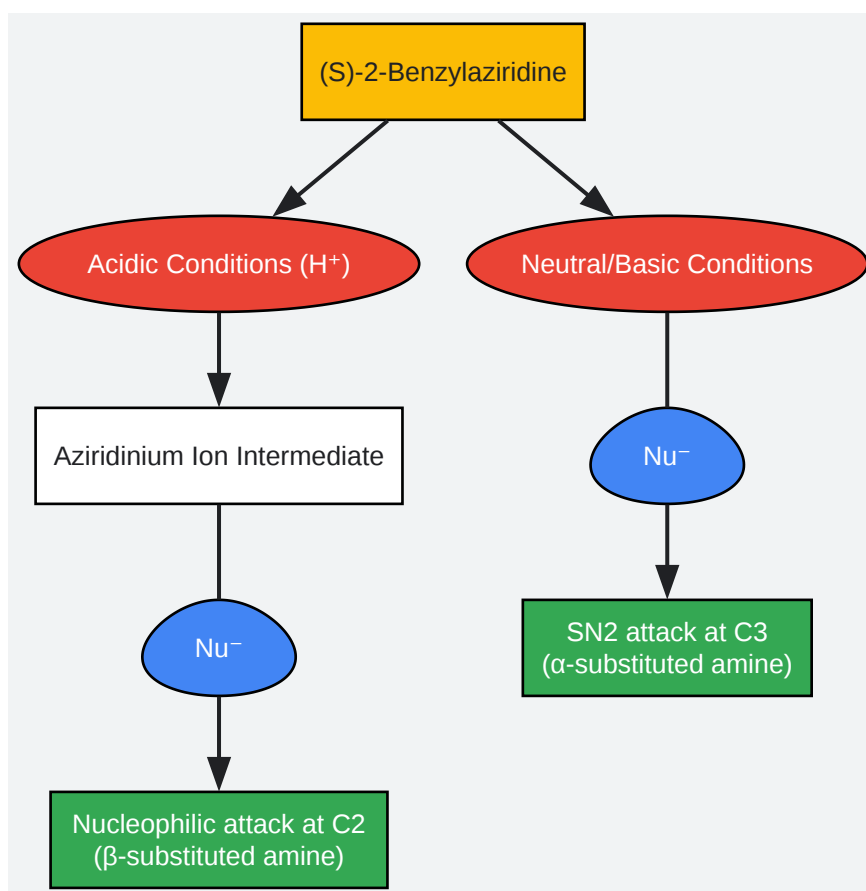 (S)-2-Benzylaziridine
Acidic Conditions (H⁺)
Neutral/Basic Conditions
Aziridinium Ion Intermediate
Nu⁻
Nu⁻
SN2 attack at C3
(α-substituted amine)
Nucleophilic attack at C2
(β-substituted amine)